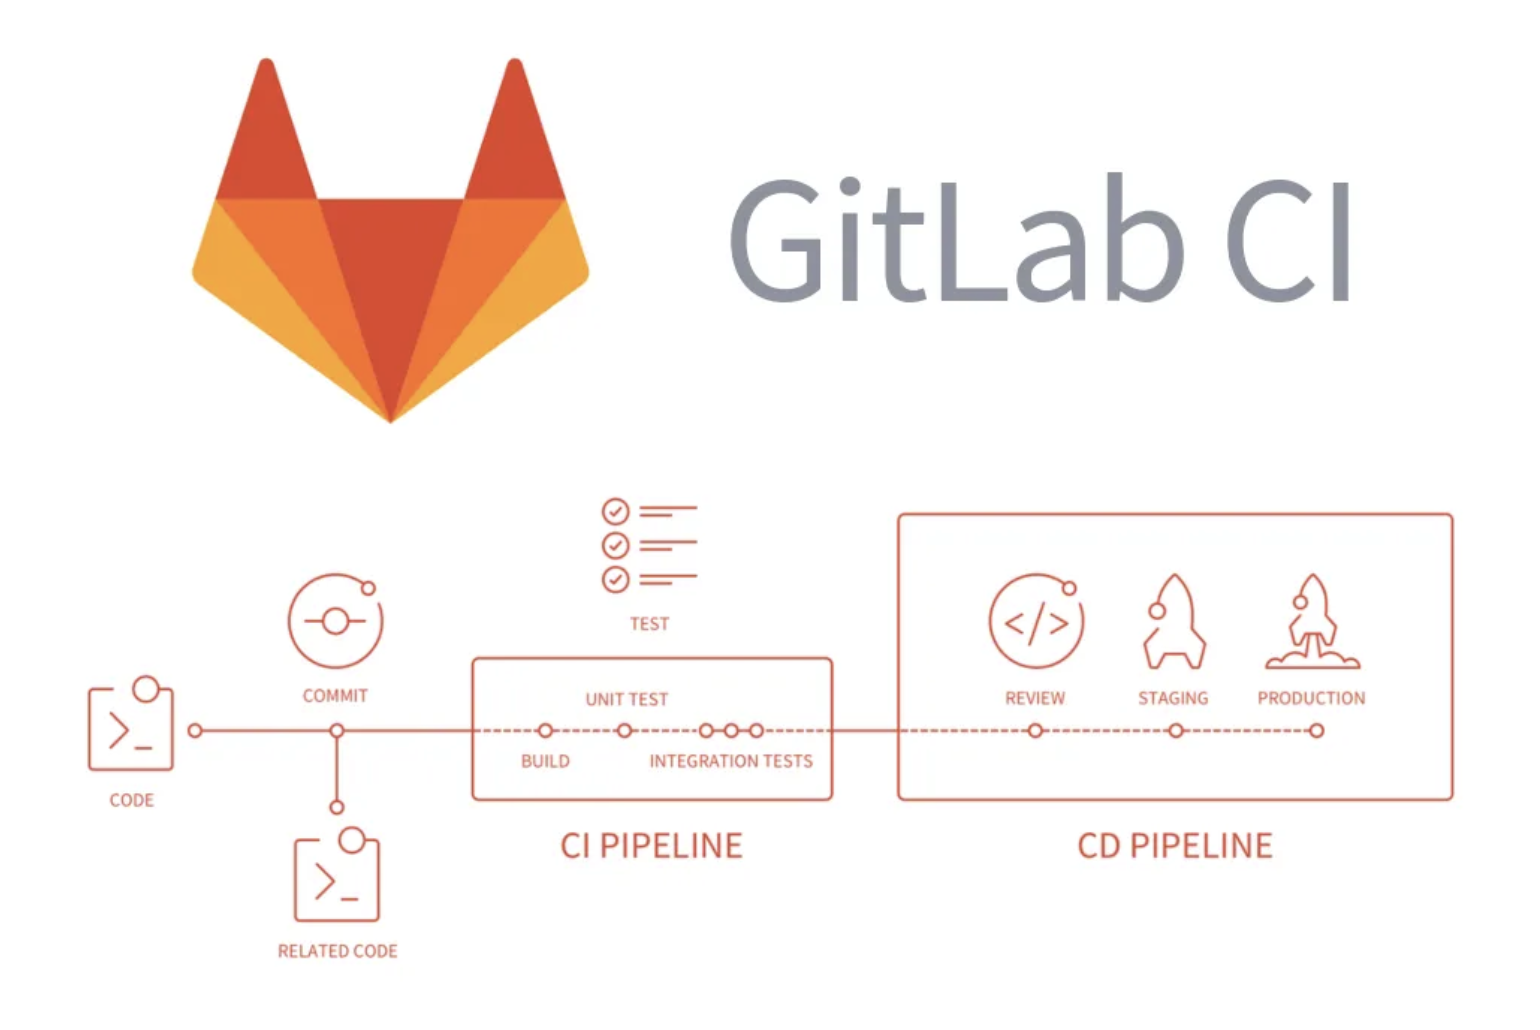 GitLab CI
TEST
COMMIT
UNIT TEST
REVIEW
STAGING
PRODUCTION
BUILD
INTEGRATION TESTS
CODE
CI PIPELINE
CD PIPELINE
RELATED CODE